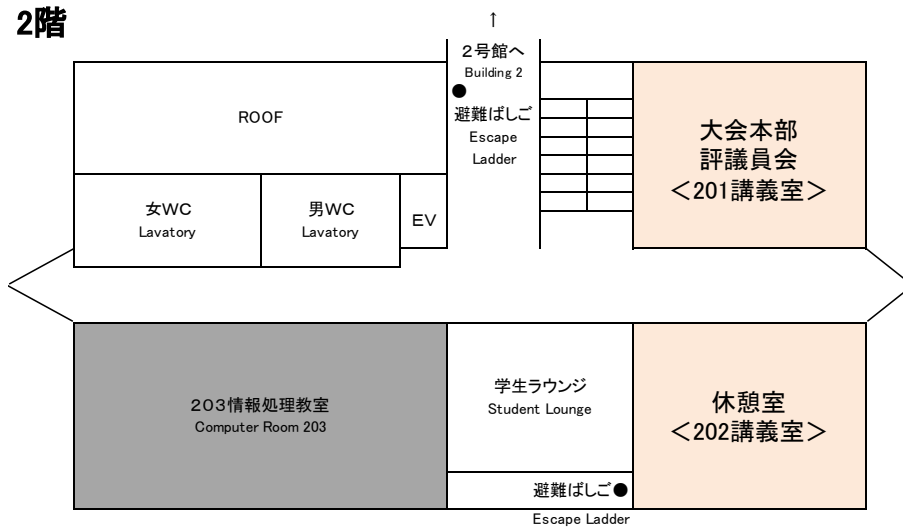 2階
↑
２号館へ
Building 2
避難ばしご
Escape
Ladder
ROOF
大会本部
評議員会
＜201講義室＞
女WC
Lavatory
男WC
Lavatory
ＥＶ
２０３情報処理教室
Computer Room 203
学生ラウンジ
Student Lounge
休憩室
＜202講義室＞
避難ばしご●
Escape Ladder